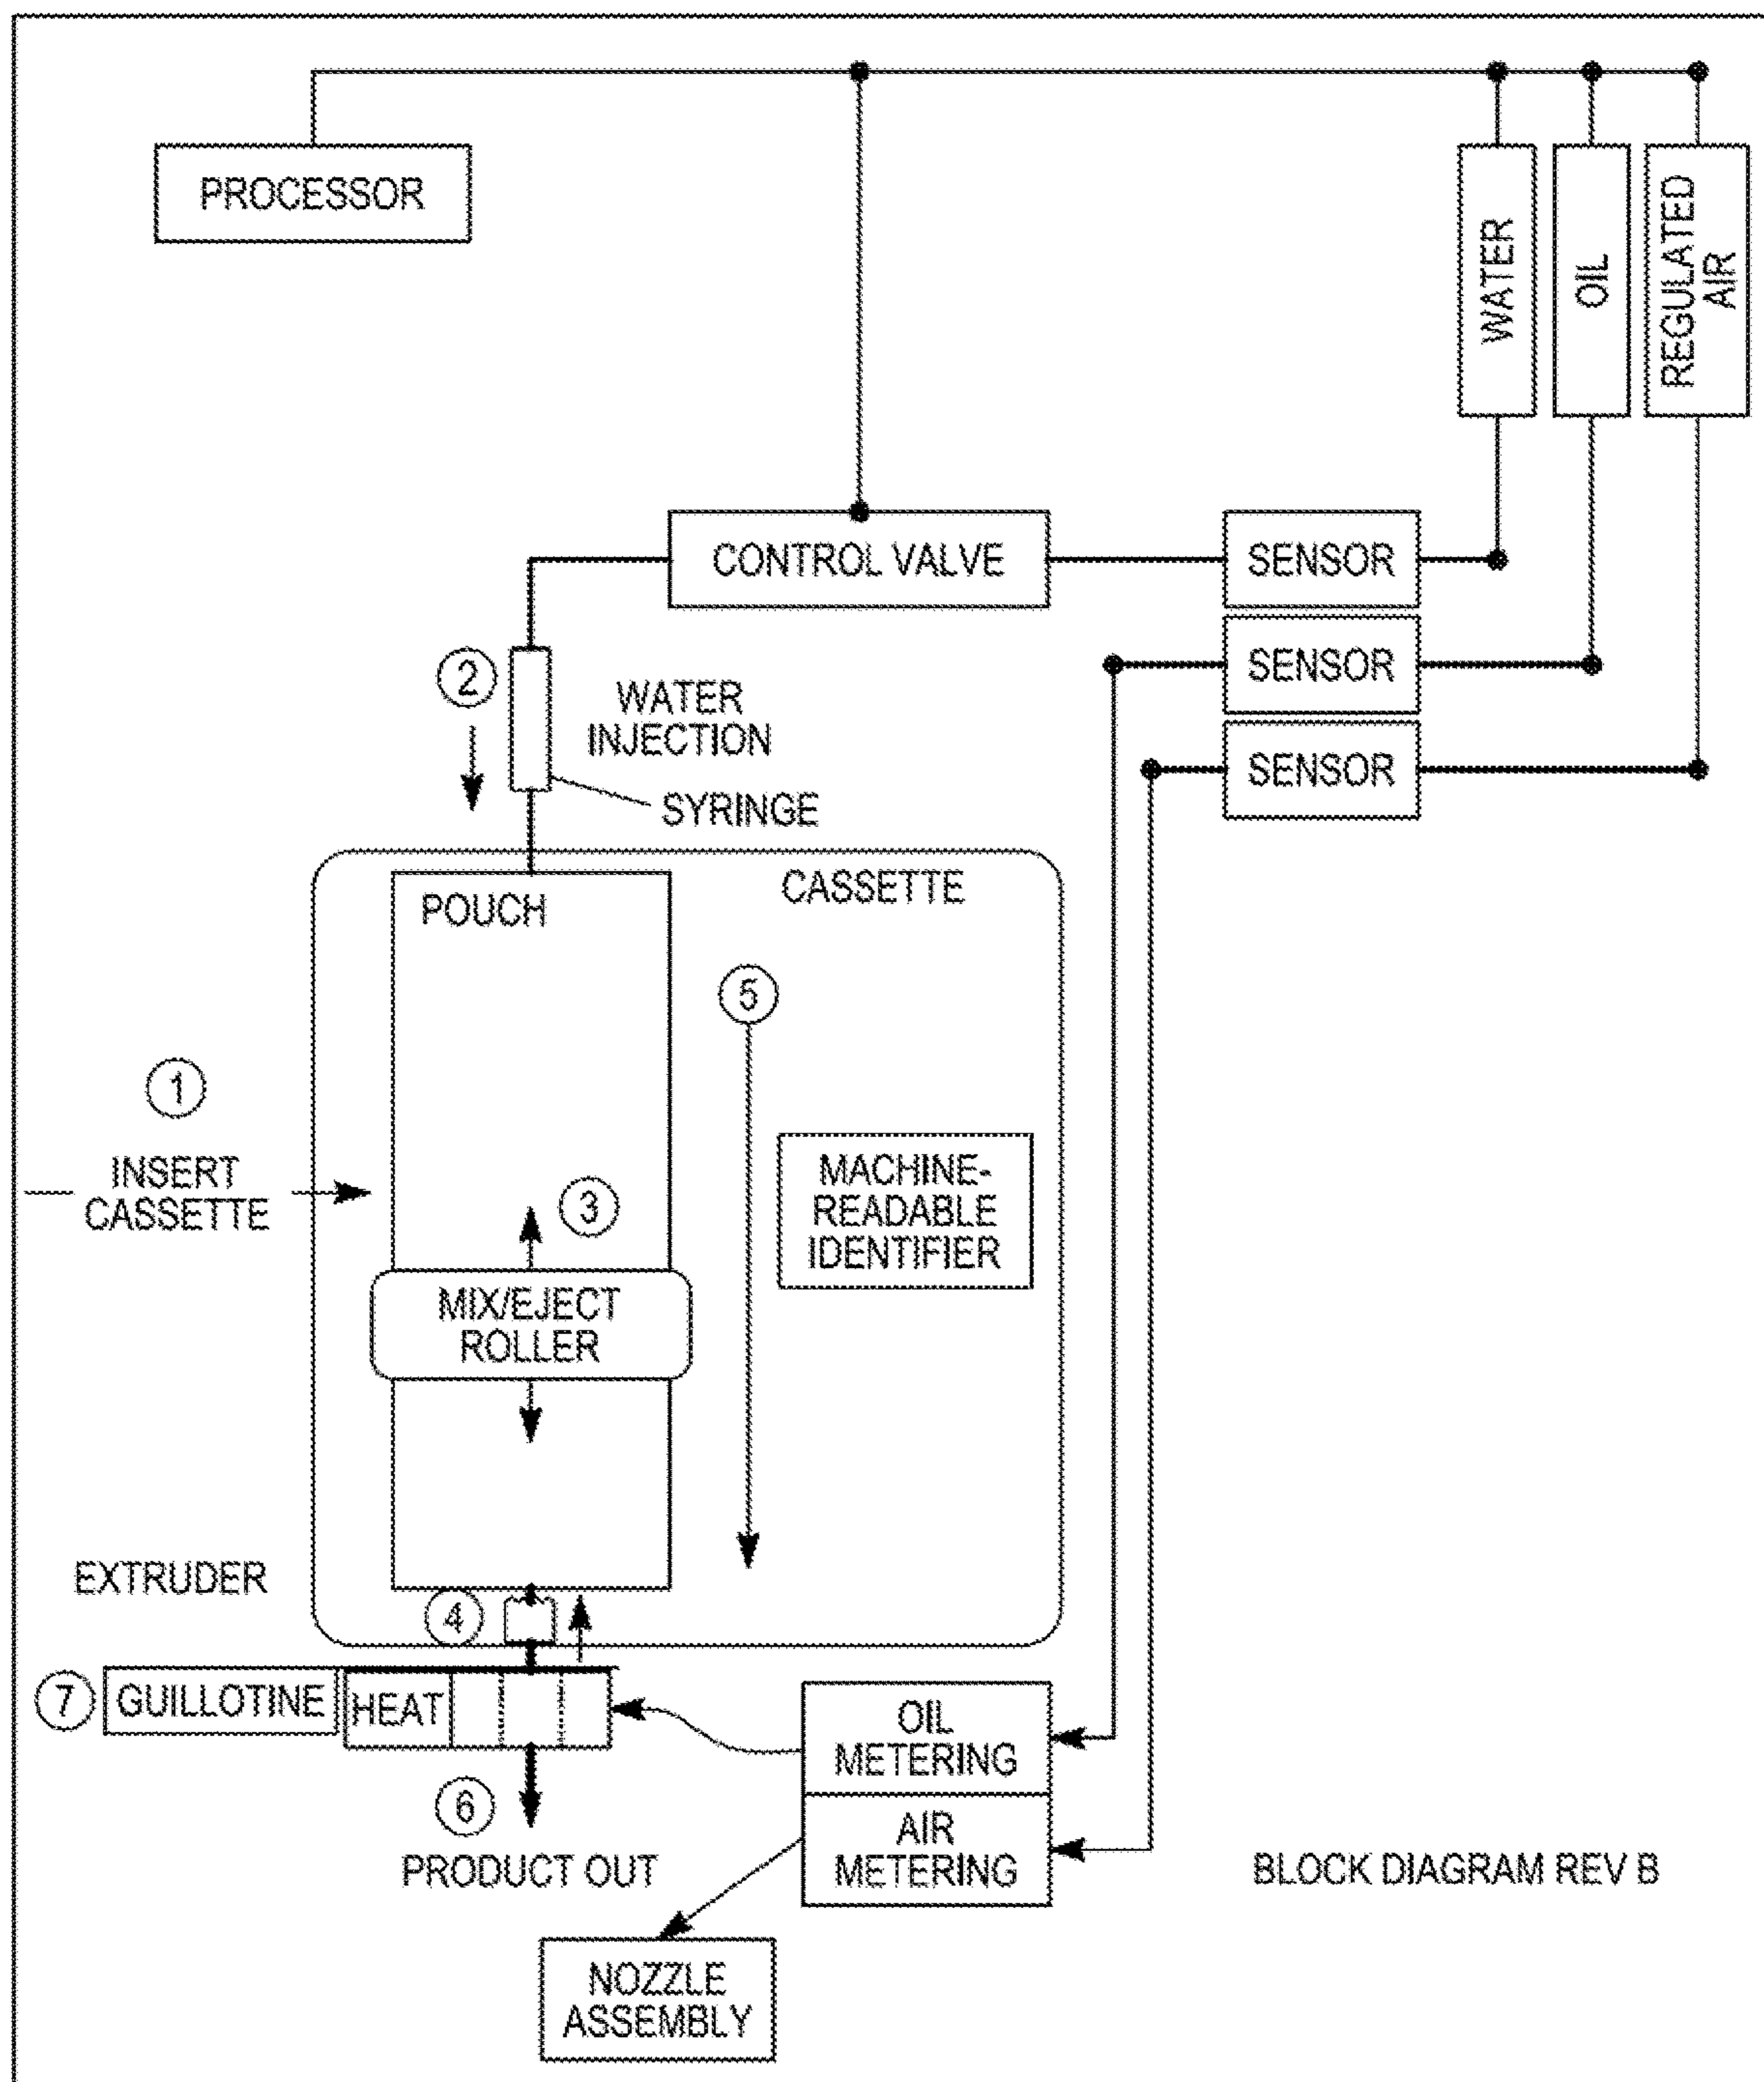 PROCESSOR
WATER
OIL
REGULATED
AIR
CONTROL VALVE
SENSOR
SENSOR
SENSOR
2
WATER
INJECTION
SYRINGE
CASSETTE
POUCH
5
1
INSERT
CASSETTE
3
MACHINE-
READABLE
IDENTIFIER
MIX/EJECT
ROLLER
EXTRUDER
4
7
GUILLOTINE
HEAT
OIL
METERING
6
AIR
METERING
PRODUCT OUT
BLOCK DIAGRAM REV B
NOZZLE
ASSEMBLY